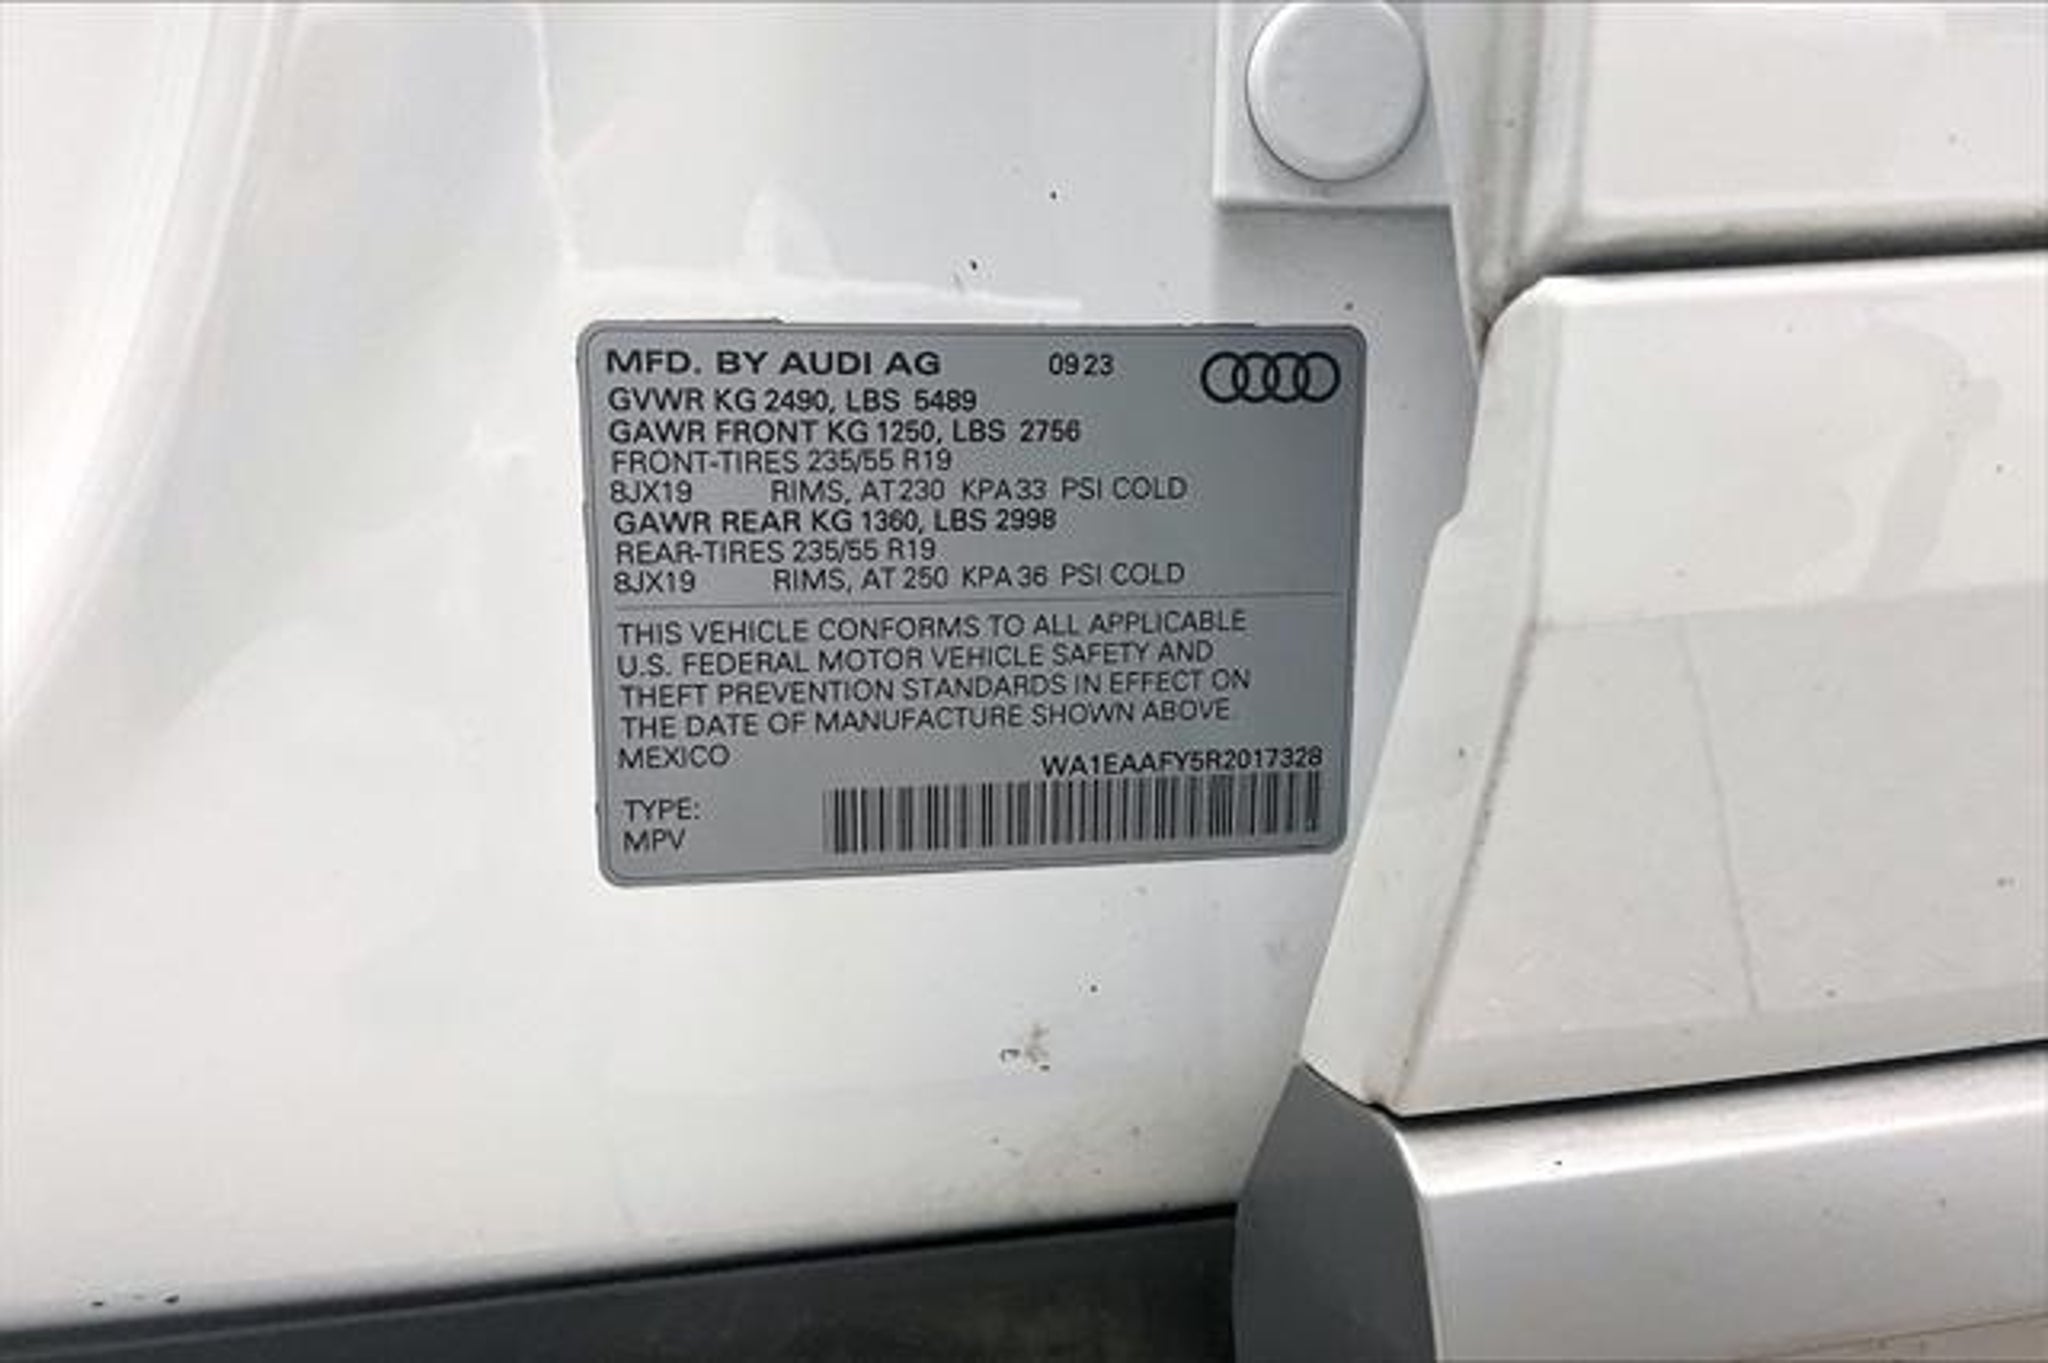 MFD. BY AUDI AG 09 23
GVWR KG 2490, LBS 5489
GAWR FRONT KG 1250, LBS 2756
FRONT-TIRES 235/55 R19
8JX19 RIMS, AT 230 KPA 33 PSI COLD
GAWR REAR KG 1360, LBS 2998
REAR-TIRES 235/55 R19
8JX19 RIMS, AT 250 KPA 36 PSI COLD
THIS VEHICLE CONFORMS TO ALL APPLICABLE
U.S. FEDERAL MOTOR VEHICLE SAFETY AND
THEFT PREVENTION STANDARDS IN EFFECT ON
THE DATE OF MANUFACTURE SHOWN ABOVE.
MEXICO WA1EAAFY5R2017328
TYPE:
MPV